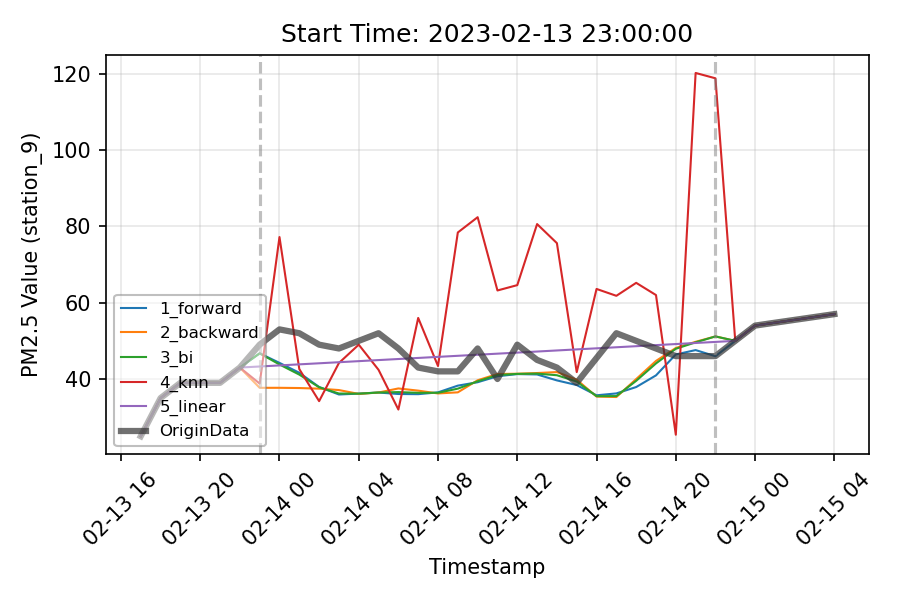 Start Time: 2023-02-13 23:00:00
PM2.5 Value (station_9)
120
100
80
60
40
1_forward
2_backward
3_bi
4_knn
5_linear
OriginData
02-13 16
02-13 20
02-14 00
02-14 04
02-14 08
02-14 12
02-14 16
02-14 20
02-15 00
02-15 04
Timestamp